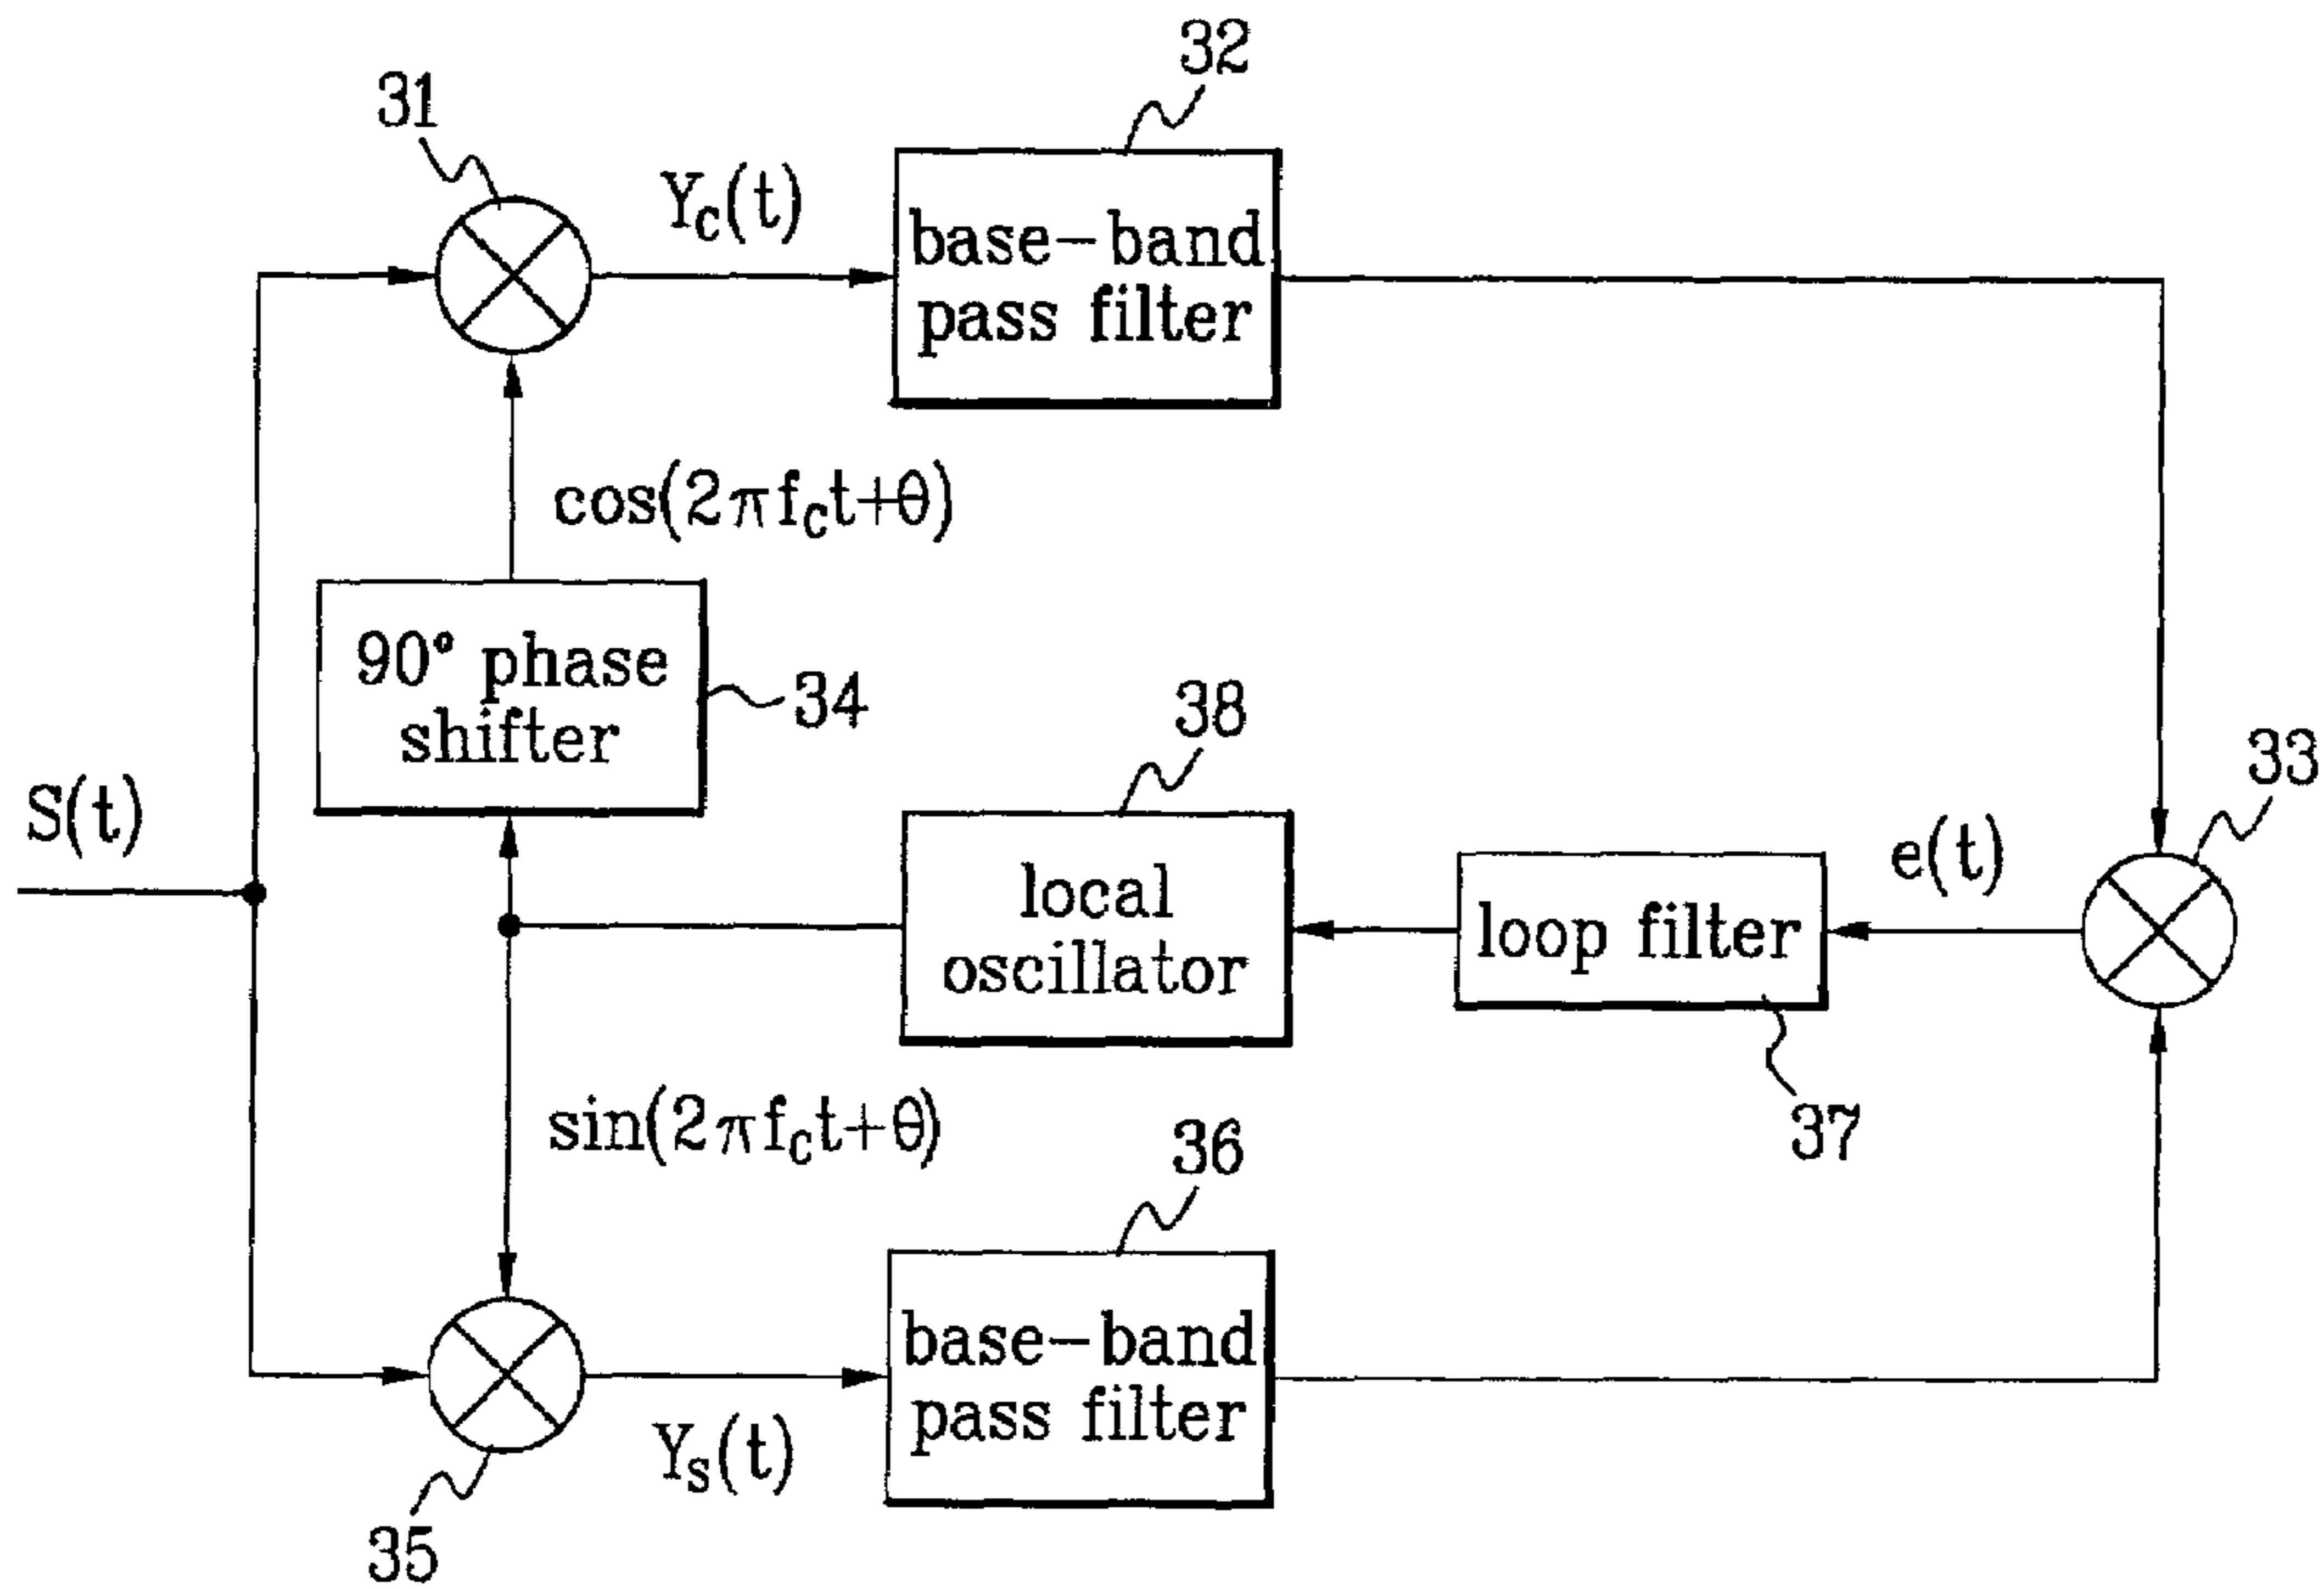 32
31
Yc(t)
base-band
pass filter
cos(2πfct+θ)
90° phase
shifter
34
38
33
S(t)
local
oscillator
loop filter
e(t)
sin(2πfct+θ)
36
37
base-band
pass filter
Ys(t)
35